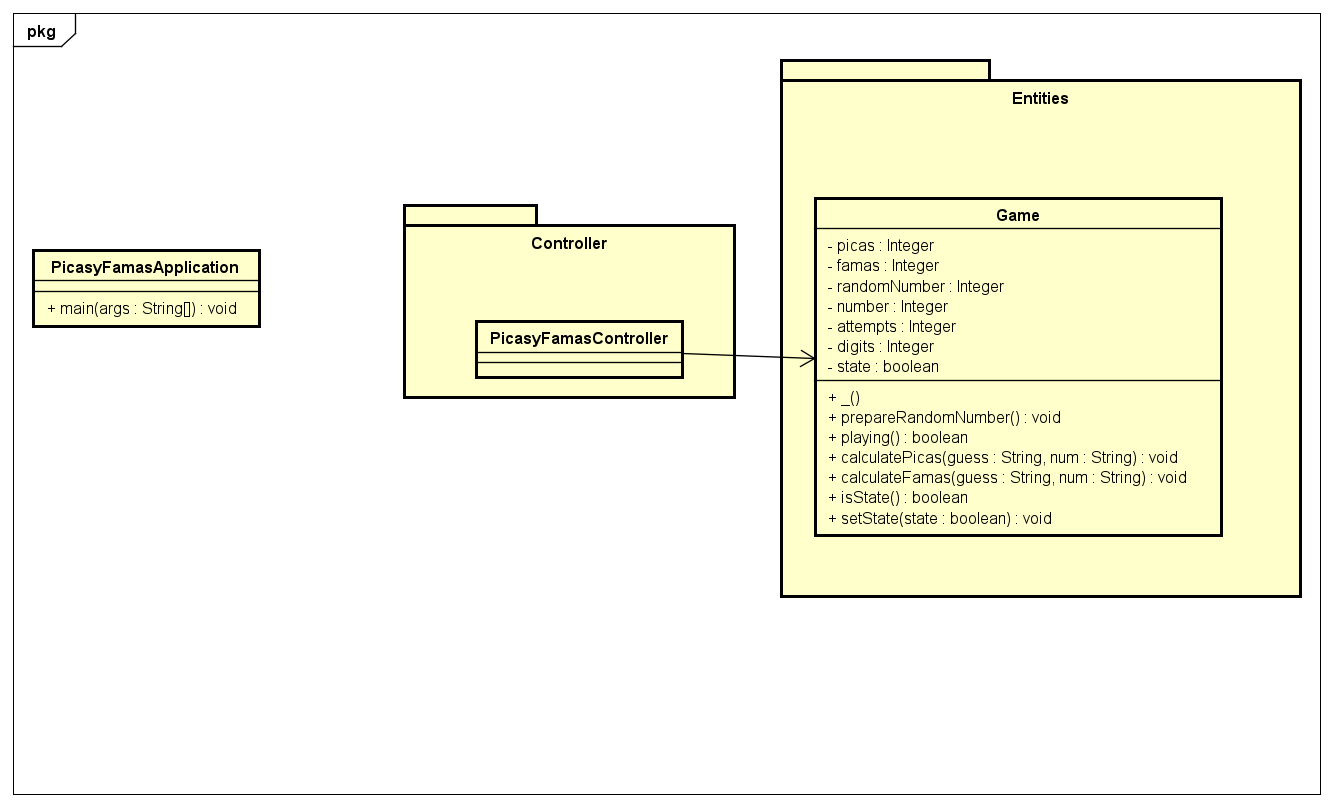 pkg
PicasyFamasApplication
+ main(args : String[]) : void
Controller
PicasyFamasController
Entities
Game
- picas : Integer
- famas : Integer
- randomNumber : Integer
- number : Integer
- attempts : Integer
- digits : Integer
- state : boolean
+ _()
+ prepareRandomNumber() : void
+ playing() : boolean
+ calculatePicas(guess : String, num : String) : void
+ calculateFamas(guess : String, num : String) : void
+ isState() : boolean
+ setState(state : boolean) : void